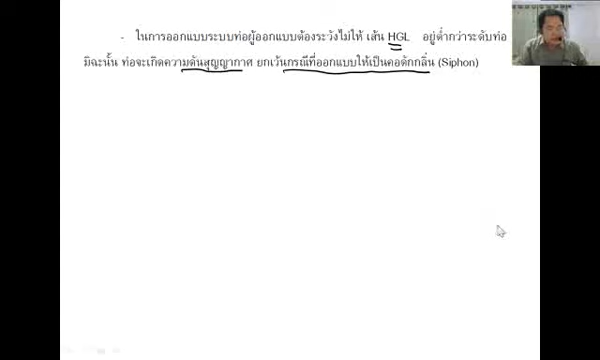 - ในการออกแบบระบบท่อผู้ออกแบบต้องระวังไม่ให้ เส้น HGL อยู่ต่ำกว่าระดับท่อ
มิฉะนั้น ท่อจะเกิดความดันสุญญากาศ ยกเว้นกรณีที่ออกแบบให้เป็นคอดักกลิ่น (Siphon)